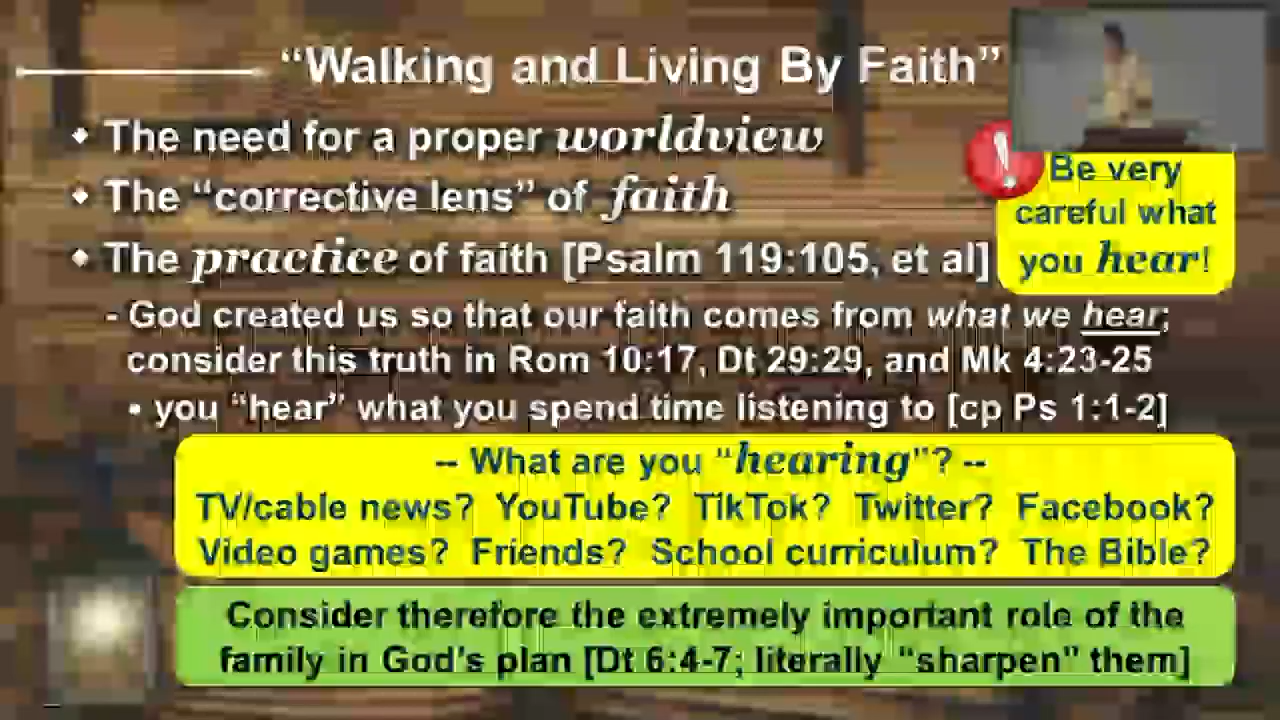 “Walking and Living By Faith”
• The need for a proper worldview
• The “corrective lens” of faith
• The practice of faith [Psalm 119:105, et al]
! Be very
careful what
you hear!
- God created us so that our faith comes from what we hear;
consider this truth in Rom 10:17, Dt 29:29, and Mk 4:23-25
• you “hear” what you spend time listening to [cp Ps 1:1-2]
-- What are you “hearing”? --
TV/cable news? YouTube? TikTok? Twitter? Facebook?
Video games? Friends? School curriculum? The Bible?
Consider therefore the extremely important role of the
family in God's plan [Dt 6:4-7; literally “sharpen” them]